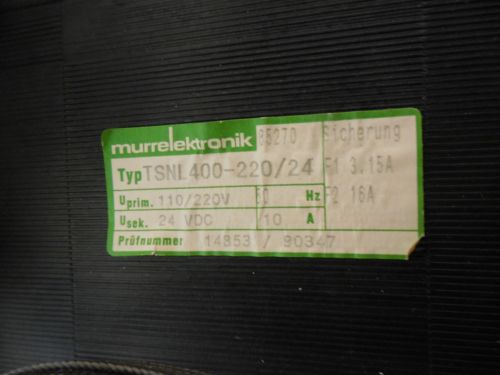 murrelektronik 85270 Sicherung
Typ TSNL400-220/24 F1 3.15A
Uprim. 110/220V 50 Hz F2 16A
Usek. 24 VDC 10 A
Prüfnummer 14853 / 90347